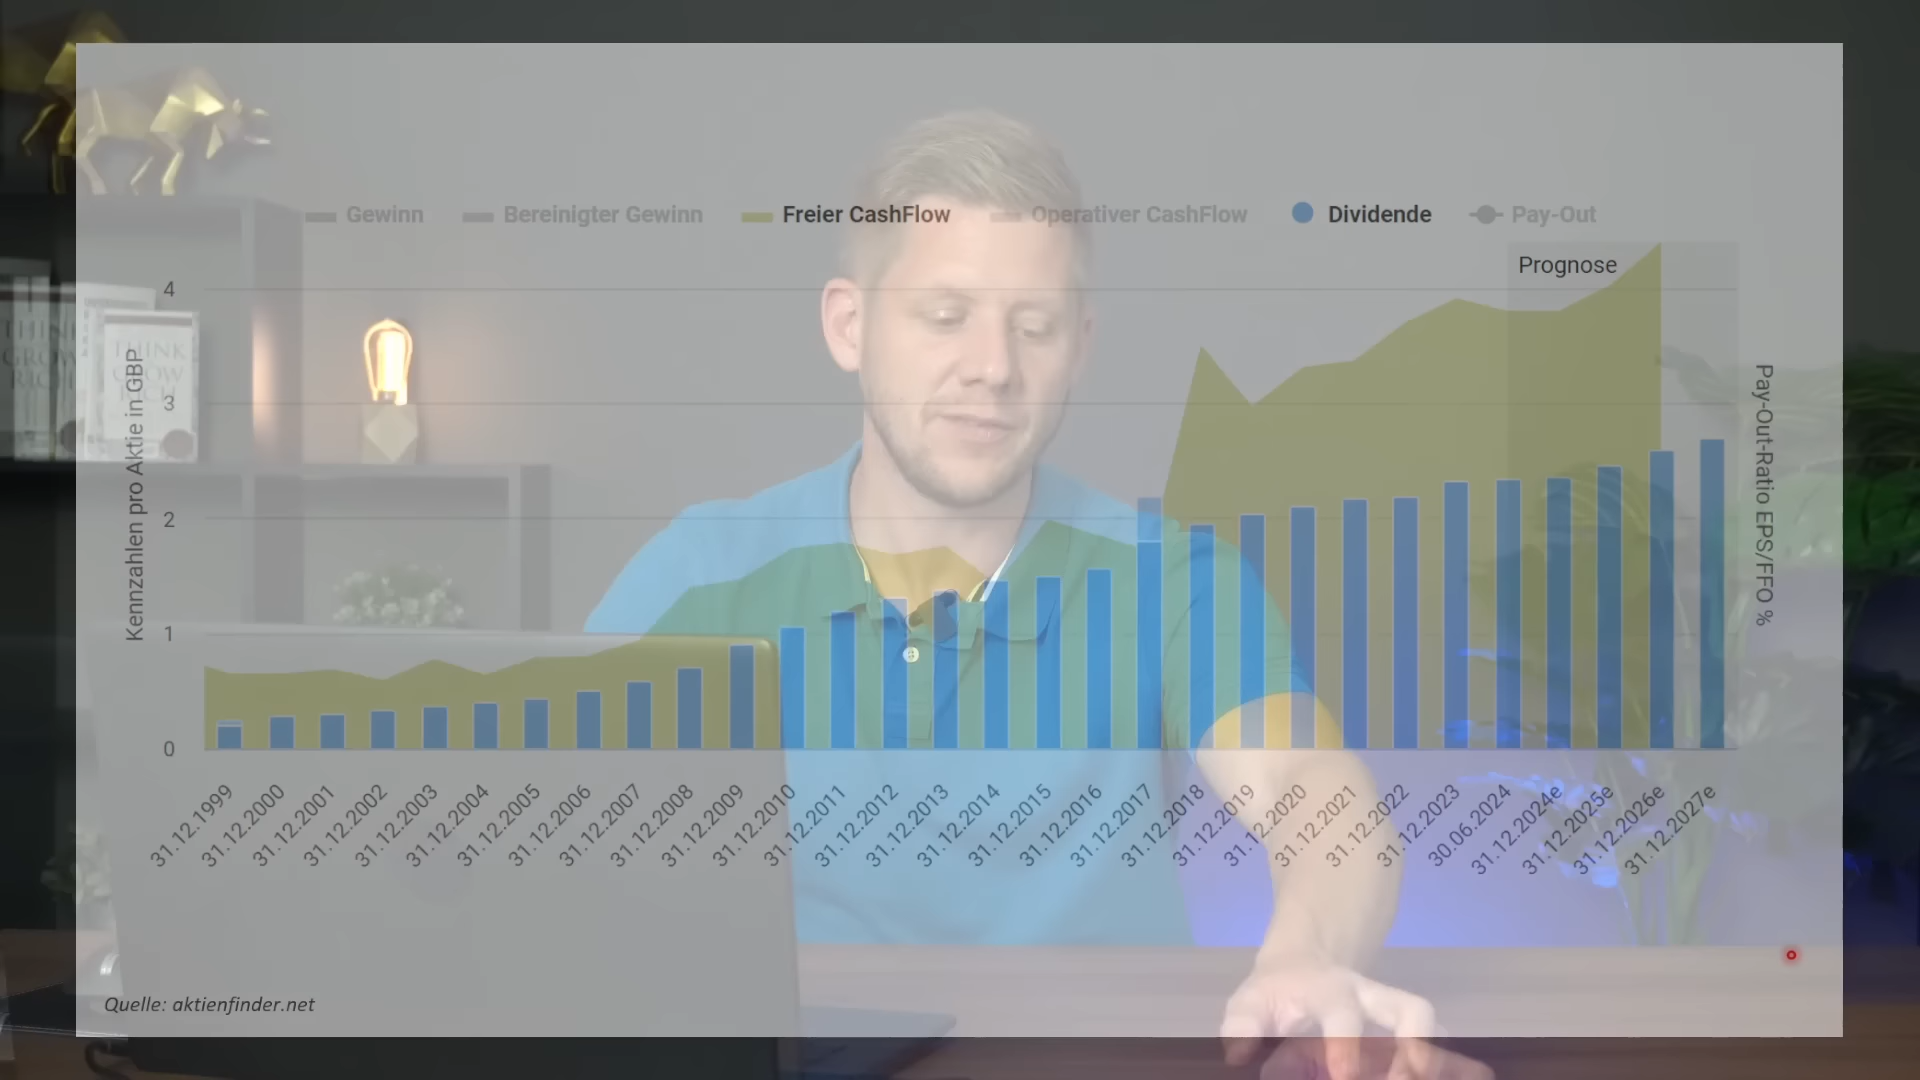 Gewinn
Bereinigter Gewinn
Freier CashFlow
Operativer CashFlow
Dividende
Pay-Out
Prognose
4
3
2
1
0
Kennzahlen pro Aktie in GBP
Pay-Out-Ratio EPS/FFO %
THINK
GROW
RICH
THINK
GROW
RICH
31.12.1999
31.12.2000
31.12.2001
31.12.2002
31.12.2003
31.12.2004
31.12.2005
31.12.2006
31.12.2007
31.12.2008
31.12.2009
31.12.2010
31.12.2011
31.12.2012
31.12.2013
31.12.2014
31.12.2015
31.12.2016
31.12.2017
31.12.2018
31.12.2019
31.12.2020
31.12.2021
31.12.2022
31.12.2023
30.06.2024
31.12.2024e
31.12.2025e
31.12.2026e
31.12.2027e
Quelle: aktienfinder.net